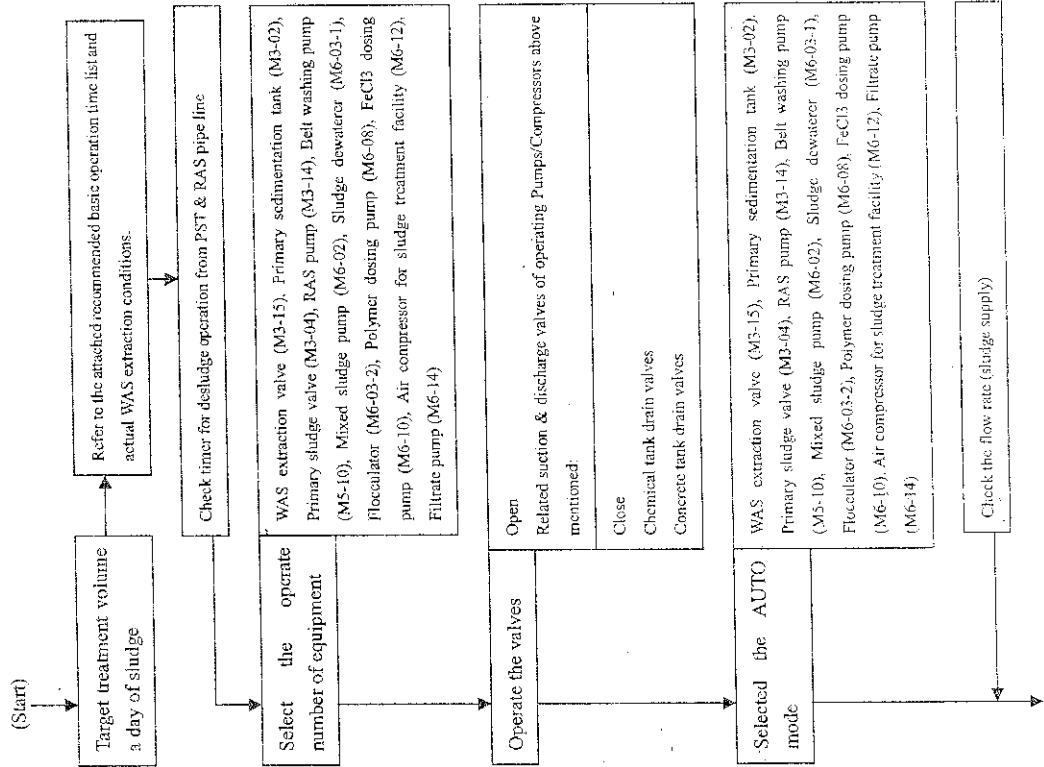 (Start)
Target treatment volume
a day of sludge
Refer to the attached recommended basic operation time list and
actual WAS extraction conditions.
Check timer for desludge operation from PST & RAS pipe line
Select the operate
number of equipment
WAS extraction valve (M3-15), Primary sedimentation tank (M3-02),
Primary sludge valve (M3-04), RAS pump (M3-14), Belt washing pump
(M5-10), Mixed sludge pump (M6-02), Sludge dewaterer (M6-03-1),
Flocculator (M6-03-2), Polymer dosing pump (M6-08), FeCl3 dosing
pump (M6-10), Air compressor for sludge treatment facility (M6-12),
Filtrate pump (M6-14)
Operate the valves
Open
Related suction & discharge valves of operating Pumps/Compressors above
mentioned:
Close
Chemical tank drain valves
Concrete tank drain valves
Selected the AUTO
mode
WAS extraction valve (M3-15), Primary sedimentation tank (M3-02),
Primary sludge valve (M3-04), RAS pump (M3-14), Belt washing pump
(M5-10), Mixed sludge pump (M6-02), Sludge dewaterer (M6-03-1),
Flocculator (M6-03-2), Polymer dosing pump (M6-08), FeCl3 dosing pump
(M6-10), Air compressor for sludge treatment facility (M6-12), Filtrate pump
(M6-14)
Check the flow rate (sludge supply)